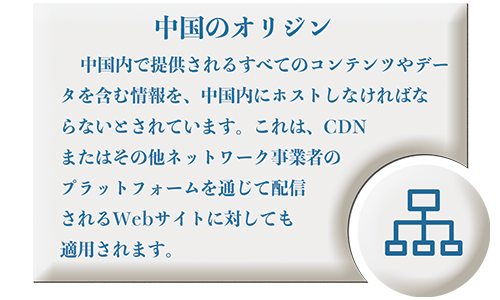 中国のオリジン
中国内で提供されるすべてのコンテンツやデー
タを含む情報を、中国内にホストしなければな
らないとされています。これは、CDN
またはその他ネットワーク事業者の
プラットフォームを通じて配信
されるWebサイトに対しても
適用されます。